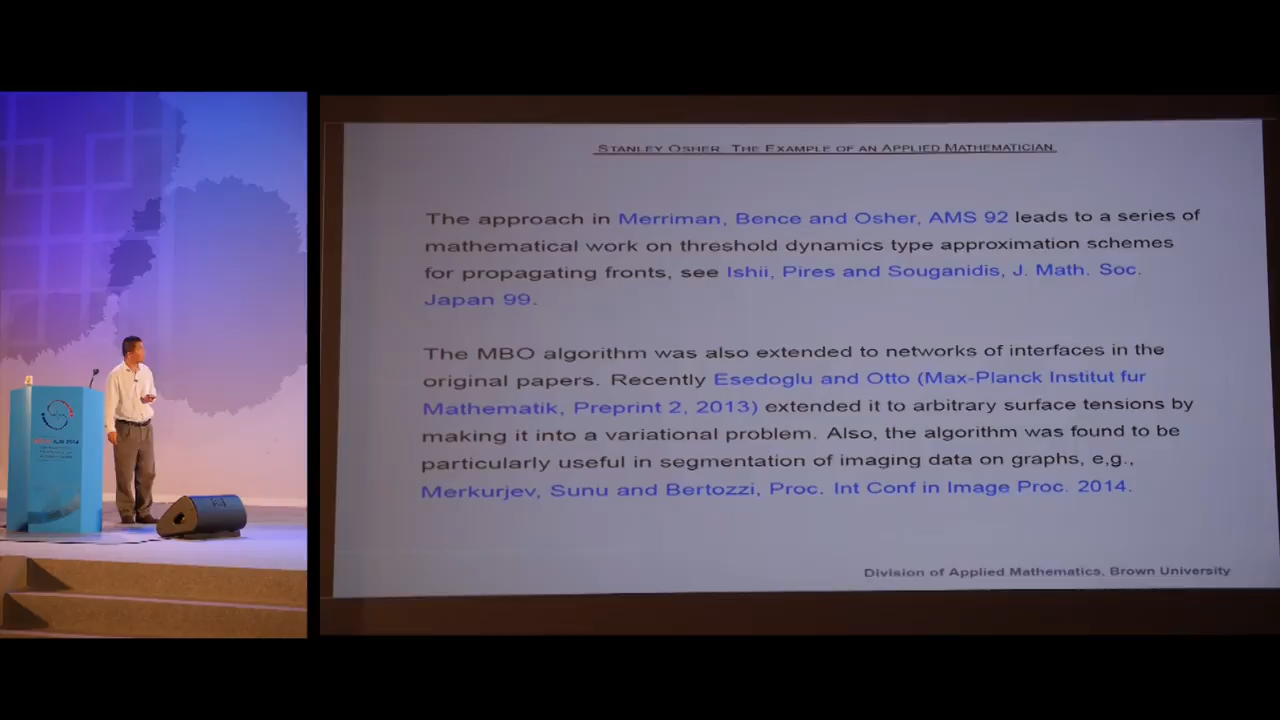 STANLEY OSHER THE EXAMPLE OF AN APPLIED MATHEMATICIAN
The approach in Merriman, Bence and Osher, AMS 92 leads to a series of
mathematical work on threshold dynamics type approximation schemes
for propagating fronts, see Ishii, Pires and Souganidis, J. Math. Soc.
Japan 99.
The MBO algorithm was also extended to networks of interfaces in the
original papers. Recently Esedoglu and Otto (Max-Planck Institut fur
Mathematik, Preprint 2, 2013) extended it to arbitrary surface tensions by
making it into a variational problem. Also, the algorithm was found to be
particularly useful in segmentation of imaging data on graphs, e,g.,
Merkurjev, Sunu and Bertozzi, Proc. Int Conf in Image Proc. 2014.
Division of Applied Mathematics, Brown University